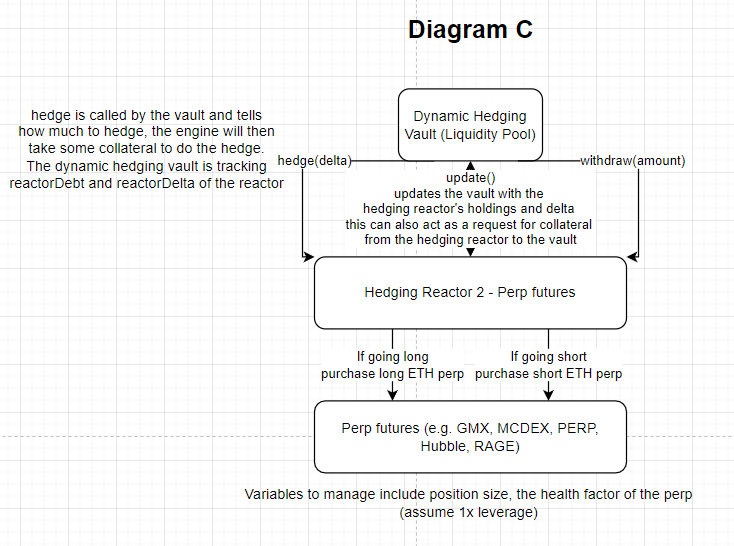 Diagram C
Dynamic Hedging
Vault (Liquidity Pool)
hedge is called by the vault and tells
how much to hedge, the engine will then
take some collateral to do the hedge.
The dynamic hedging vault is tracking
reactorDebt and reactorDelta of the reactor
hedge(delta)
withdraw(amount)
update()
updates the vault with the
hedging reactor's holdings and delta
this can also act as a request for collateral
from the hedging reactor to the vault
Hedging Reactor 2 - Perp futures
If going long
purchase long ETH perp
If going short
purchase short ETH perp
Perp futures (e.g. GMX, MCDEX, PERP,
Hubble, RAGE)
Variables to manage include position size, the health factor of the perp
(assume 1x leverage)